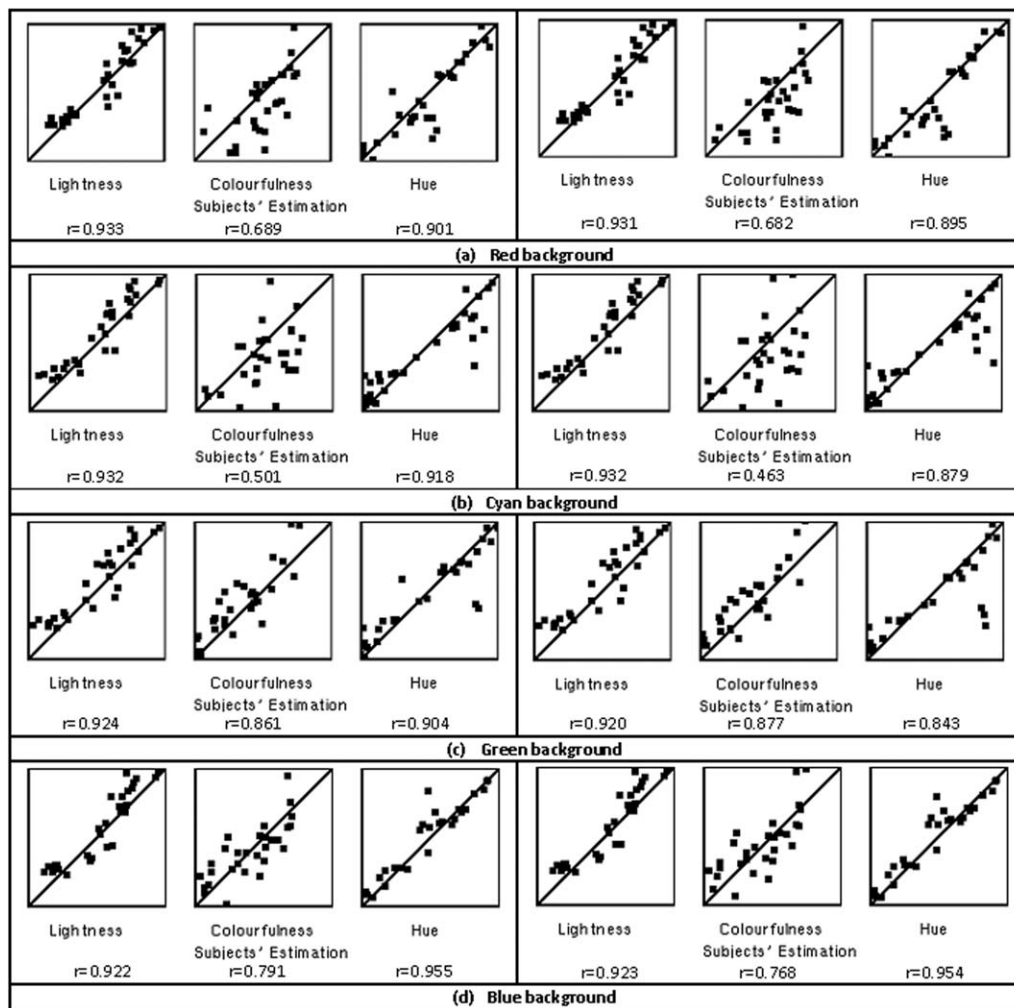 Lightness Colourfulness Hue Lightness Colourfulness Hue
Subjects' Estimation Subjects' Estimation
r=0.933 r=0.689 r=0.901 r=0.931 r=0.682 r=0.895
(a) Red background
Lightness Colourfulness Hue Lightness Colourfulness Hue
Subjects' Estimation Subjects' Estimation
r=0.932 r=0.501 r=0.918 r=0.932 r=0.463 r=0.879
(b) Cyan background
Lightness Colourfulness Hue Lightness Colourfulness Hue
Subjects' Estimation Subjects' Estimation
r=0.924 r=0.861 r=0.904 r=0.920 r=0.877 r=0.843
(c) Green background
Lightness Colourfulness Hue Lightness Colourfulness Hue
Subjects' Estimation Subjects' Estimation
r=0.922 r=0.791 r=0.955 r=0.923 r=0.768 r=0.954
(d) Blue background